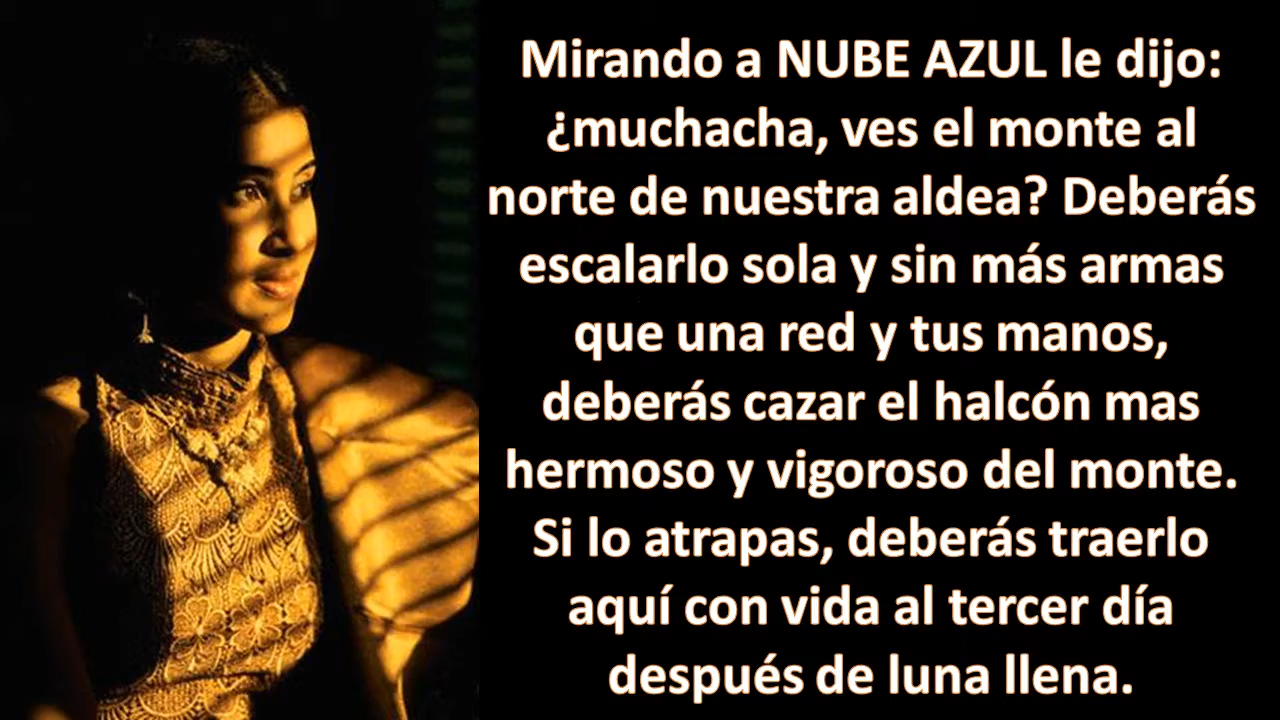 Mirando a NUBE AZUL le dijo:
¿muchacha, ves el monte al
norte de nuestra aldea? Deberás
escalarlo sola y sin más armas
que una red y tus manos,
deberás cazar el halcón mas
hermoso y vigoroso del monte.
Si lo atrapas, deberás traerlo
aquí con vida al tercer día
después de luna llena.